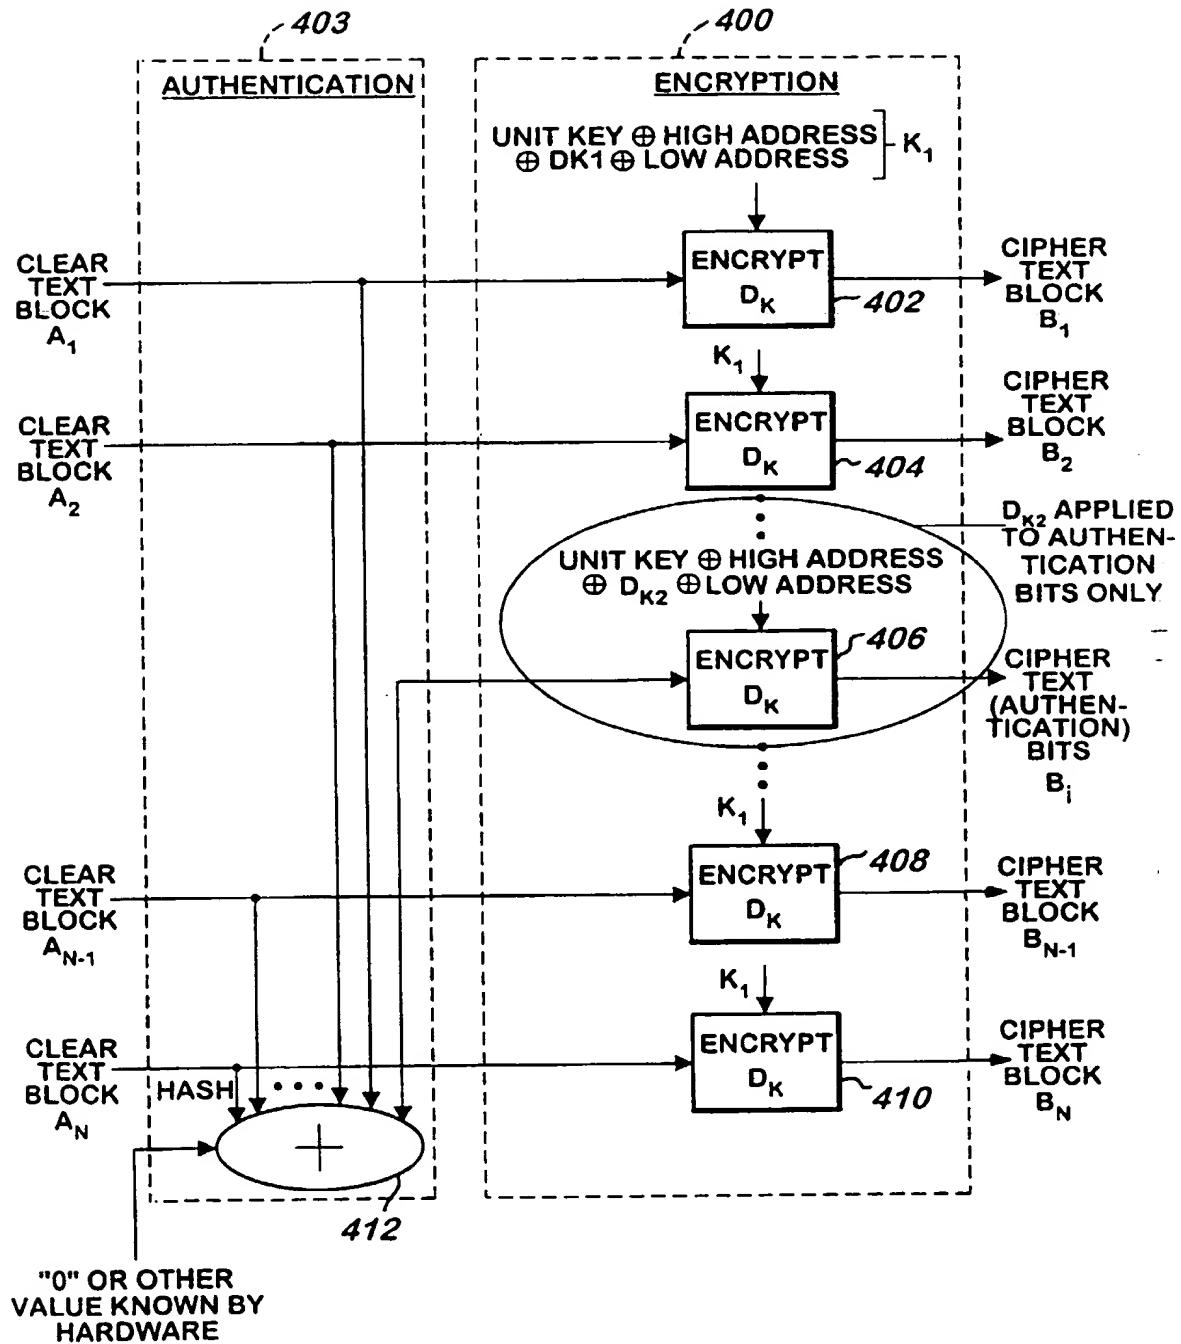 403
400
AUTHENTICATION
ENCRYPTION
UNIT KEY ⊕ HIGH ADDRESS
⊕ DK1 ⊕ LOW ADDRESS
K1
CLEAR
TEXT
BLOCK
A1
ENCRYPT
DK
402
CIPHER
TEXT
BLOCK
B1
K1
CLEAR
TEXT
BLOCK
A2
ENCRYPT
DK
404
CIPHER
TEXT
BLOCK
B2
DK2 APPLIED
TO AUTHEN-
TICATION
BITS ONLY
UNIT KEY ⊕ HIGH ADDRESS
⊕ DK2 ⊕ LOW ADDRESS
ENCRYPT
DK
406
CIPHER
TEXT
(AUTHEN-
TICATION)
BITS
Bi
K1
CLEAR
TEXT
BLOCK
AN-1
ENCRYPT
DK
408
CIPHER
TEXT
BLOCK
BN-1
K1
CLEAR
TEXT
BLOCK
AN
HASH
ENCRYPT
DK
410
CIPHER
TEXT
BLOCK
BN
+
412
"0" OR OTHER
VALUE KNOWN BY
HARDWARE